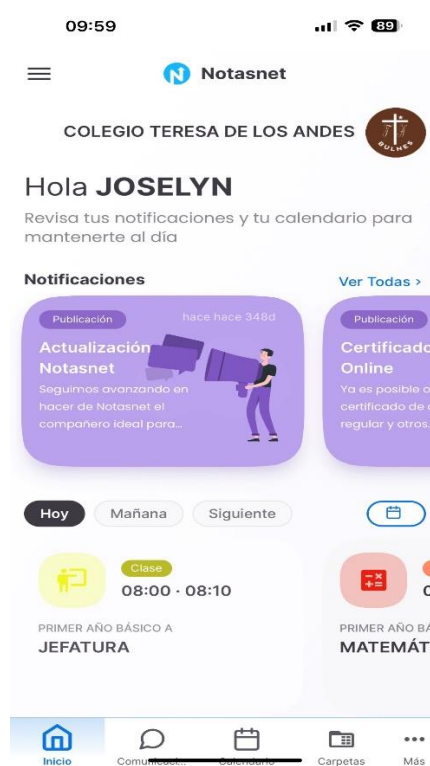 09:59
89
Notasnet
COLEGIO TERESA DE LOS ANDES
BULNES
Hola JOSELYN
Revisa tus notificaciones y tu calendario para
mantenerte al día
Notificaciones
Ver Todas >
Publicación
hace hace 348d
Actualización
Notasnet
Seguimos avanzando en
hacer de Notasnet el
compañero ideal para...
Publicación
Certificado
Online
Ya es posible o
certificado de
regular y otros.
Hoy
Mañana
Siguiente
Clase
08:00 · 08:10
PRIMER AÑO BÁSICO A
JEFATURA
PRIMER AÑO BÁ
MATEMÁT
Inicio
Comunicaci...
Calendario
Carpetas
Más